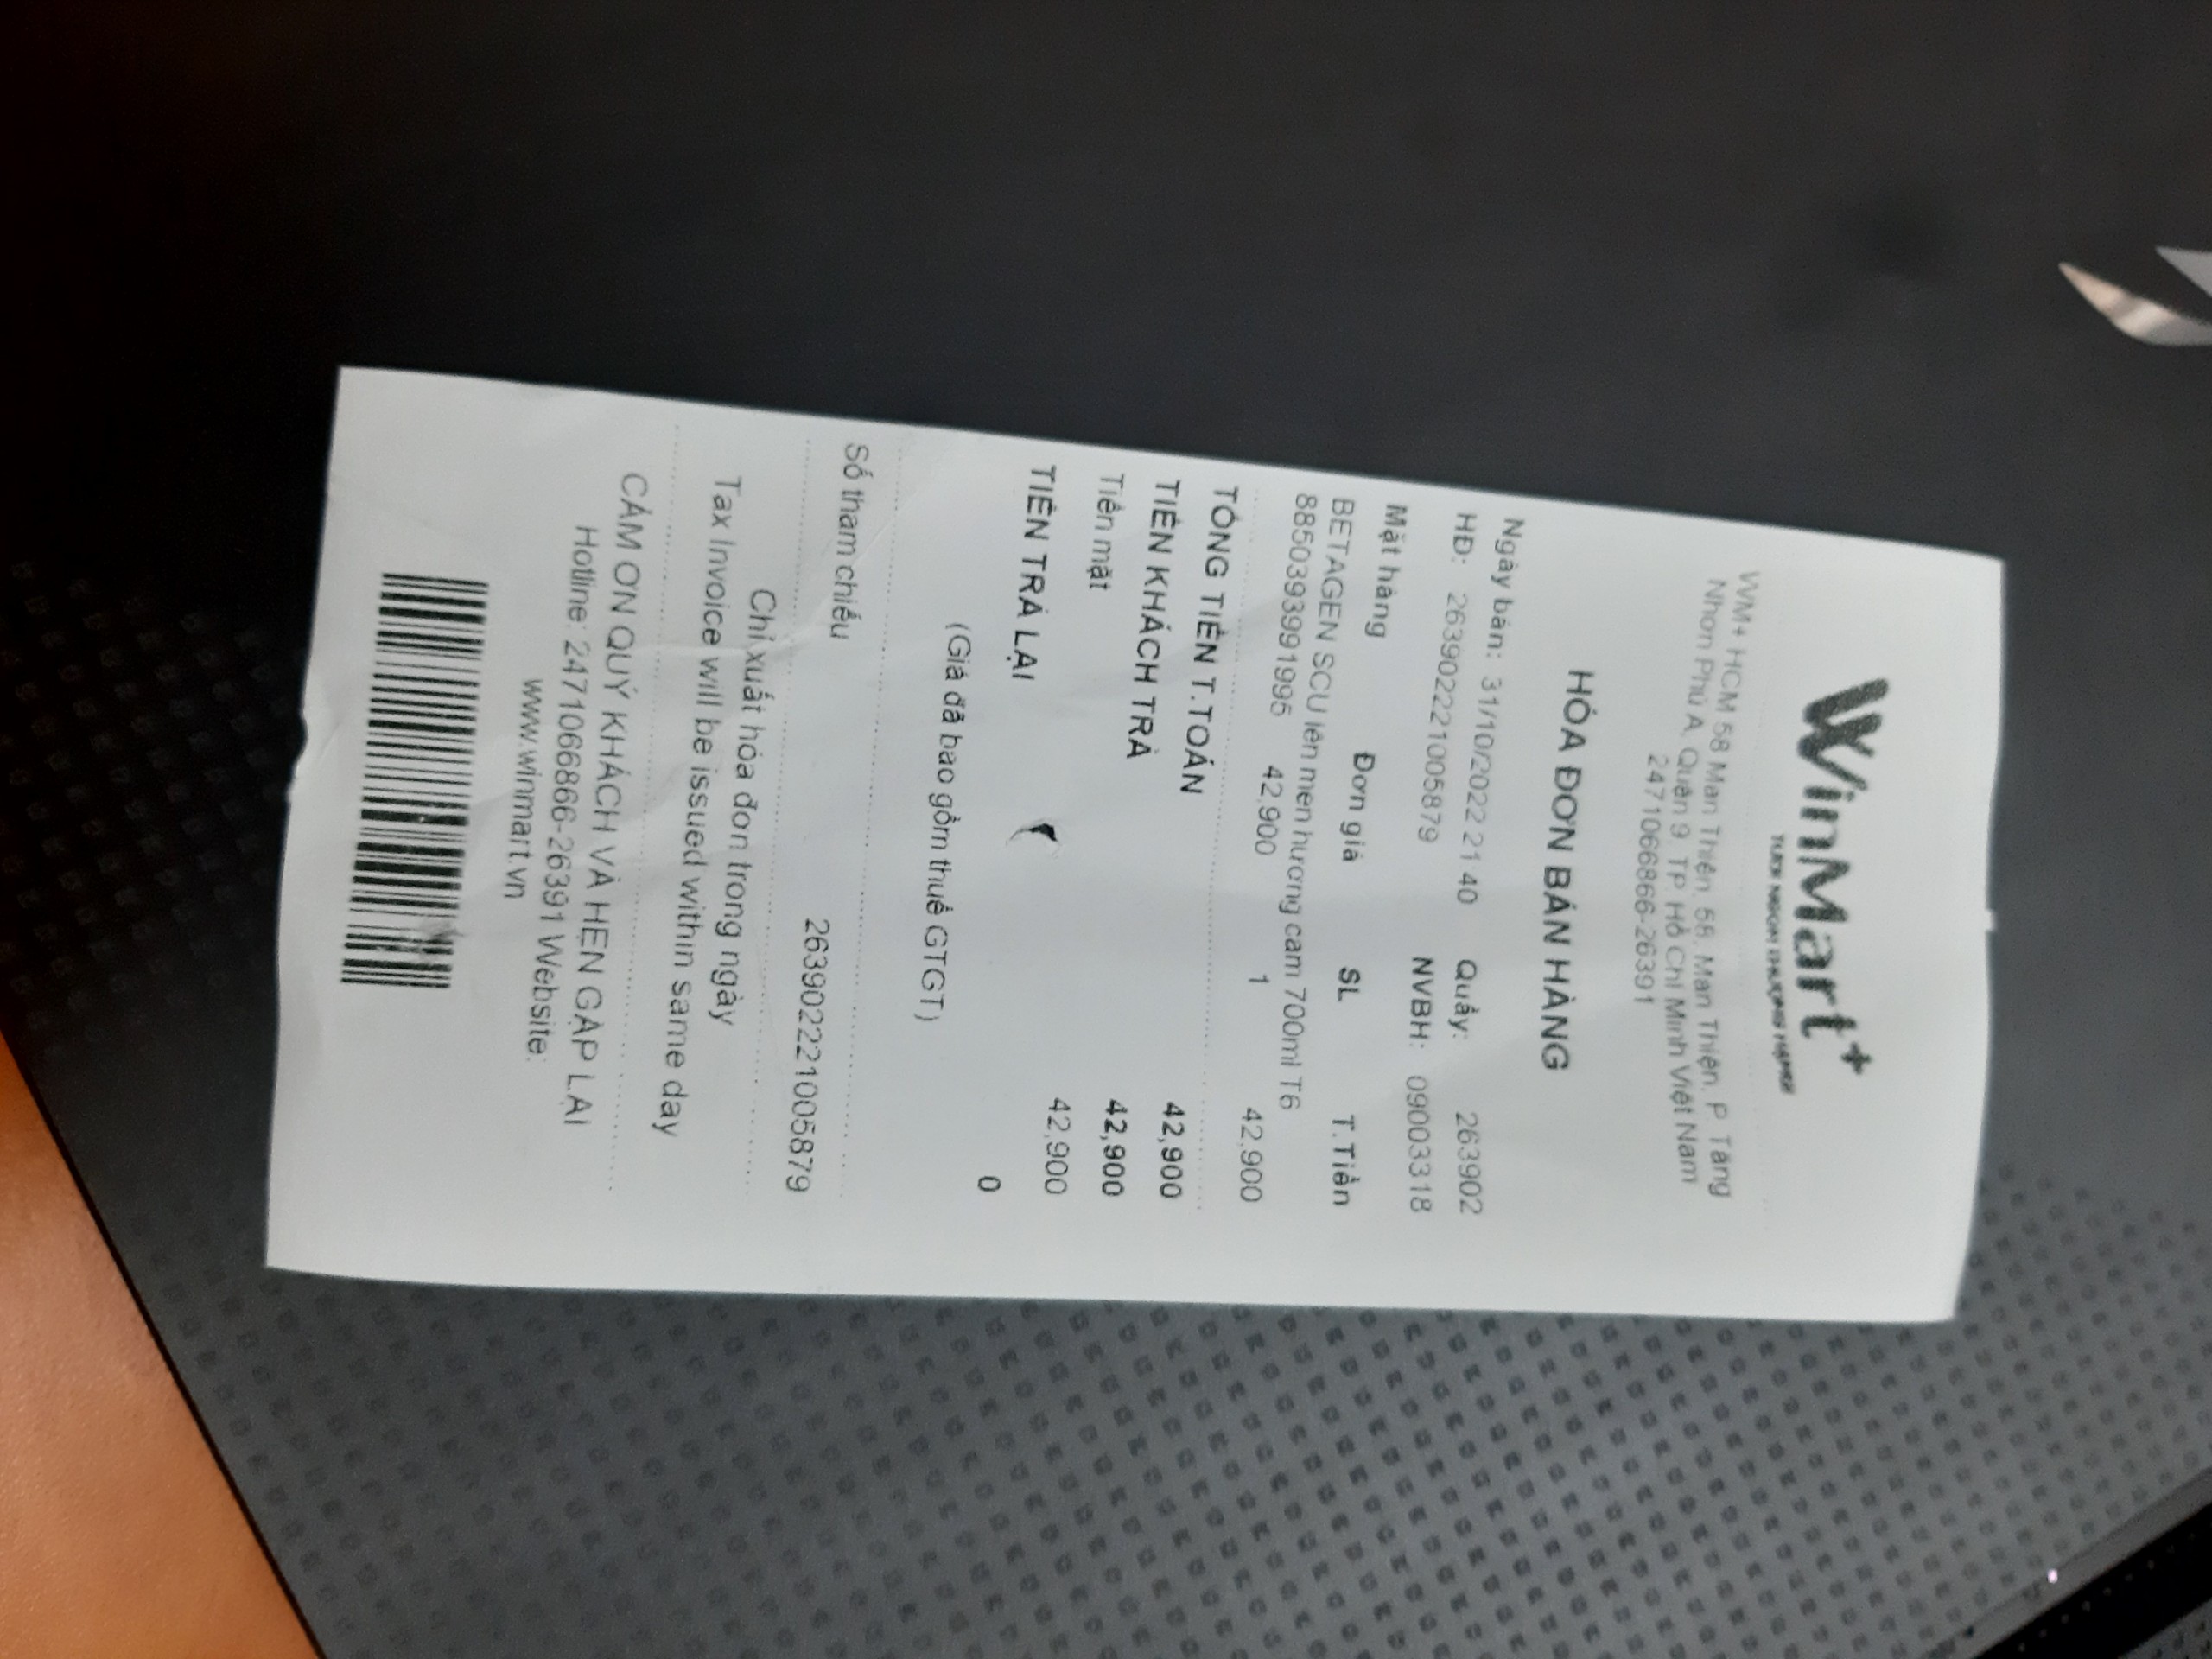 WinMart+
TƯƠI NGON THƯỢNG HẠNG
WM+ HCM 58 Man Thiện, 58, Man Thiện, P. Tăng
Nhơn Phú A, Quận 9, TP. Hồ Chí Minh Việt Nam
2471066866-26391
HÓA ĐƠN BÁN HÀNG
Ngày bán: 31/10/2022 21:40 Quầy: 263902
HĐ: 263902221005879 NVBH: 09003318
Mặt hàng Đơn giá SL T.Tiền
BETAGEN SCU lên men hương cam 700ml T6
8850393991995 42,900 1 42,900
TỔNG TIỀN T.TOÁN 42,900
TIỀN KHÁCH TRẢ 42,900
Tiền mặt 42,900
TIỀN TRẢ LẠI 0
(Giá đã bao gồm thuế GTGT)
Số tham chiếu 263902221005879
Chỉ xuất hóa đơn trong ngày
Tax Invoice will be issued within same day
CẢM ƠN QUÝ KHÁCH VÀ HẸN GẶP LẠI
Hotline: 2471066866-26391 Website:
www.winmart.vn